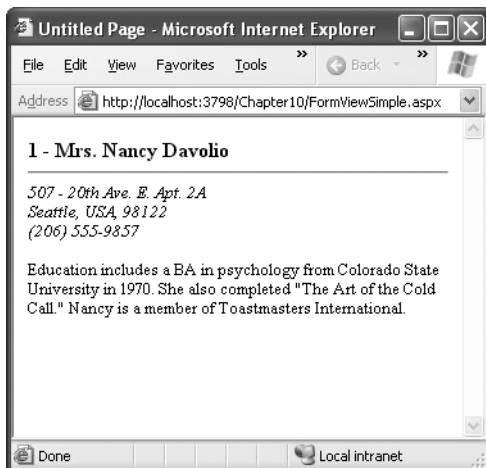 Untitled Page - Microsoft Internet Explorer
File Edit View Favorites Tools » Back »
Address http://localhost:3798/Chapter10/FormViewSimple.aspx
1 - Mrs. Nancy Davolio
507 - 20th Ave. E. Apt. 2A
Seattle, USA, 98122
(206) 555-9857
Education includes a BA in psychology from Colorado State
University in 1970. She also completed "The Art of the Cold
Call." Nancy is a member of Toastmasters International.
Done Local intranet